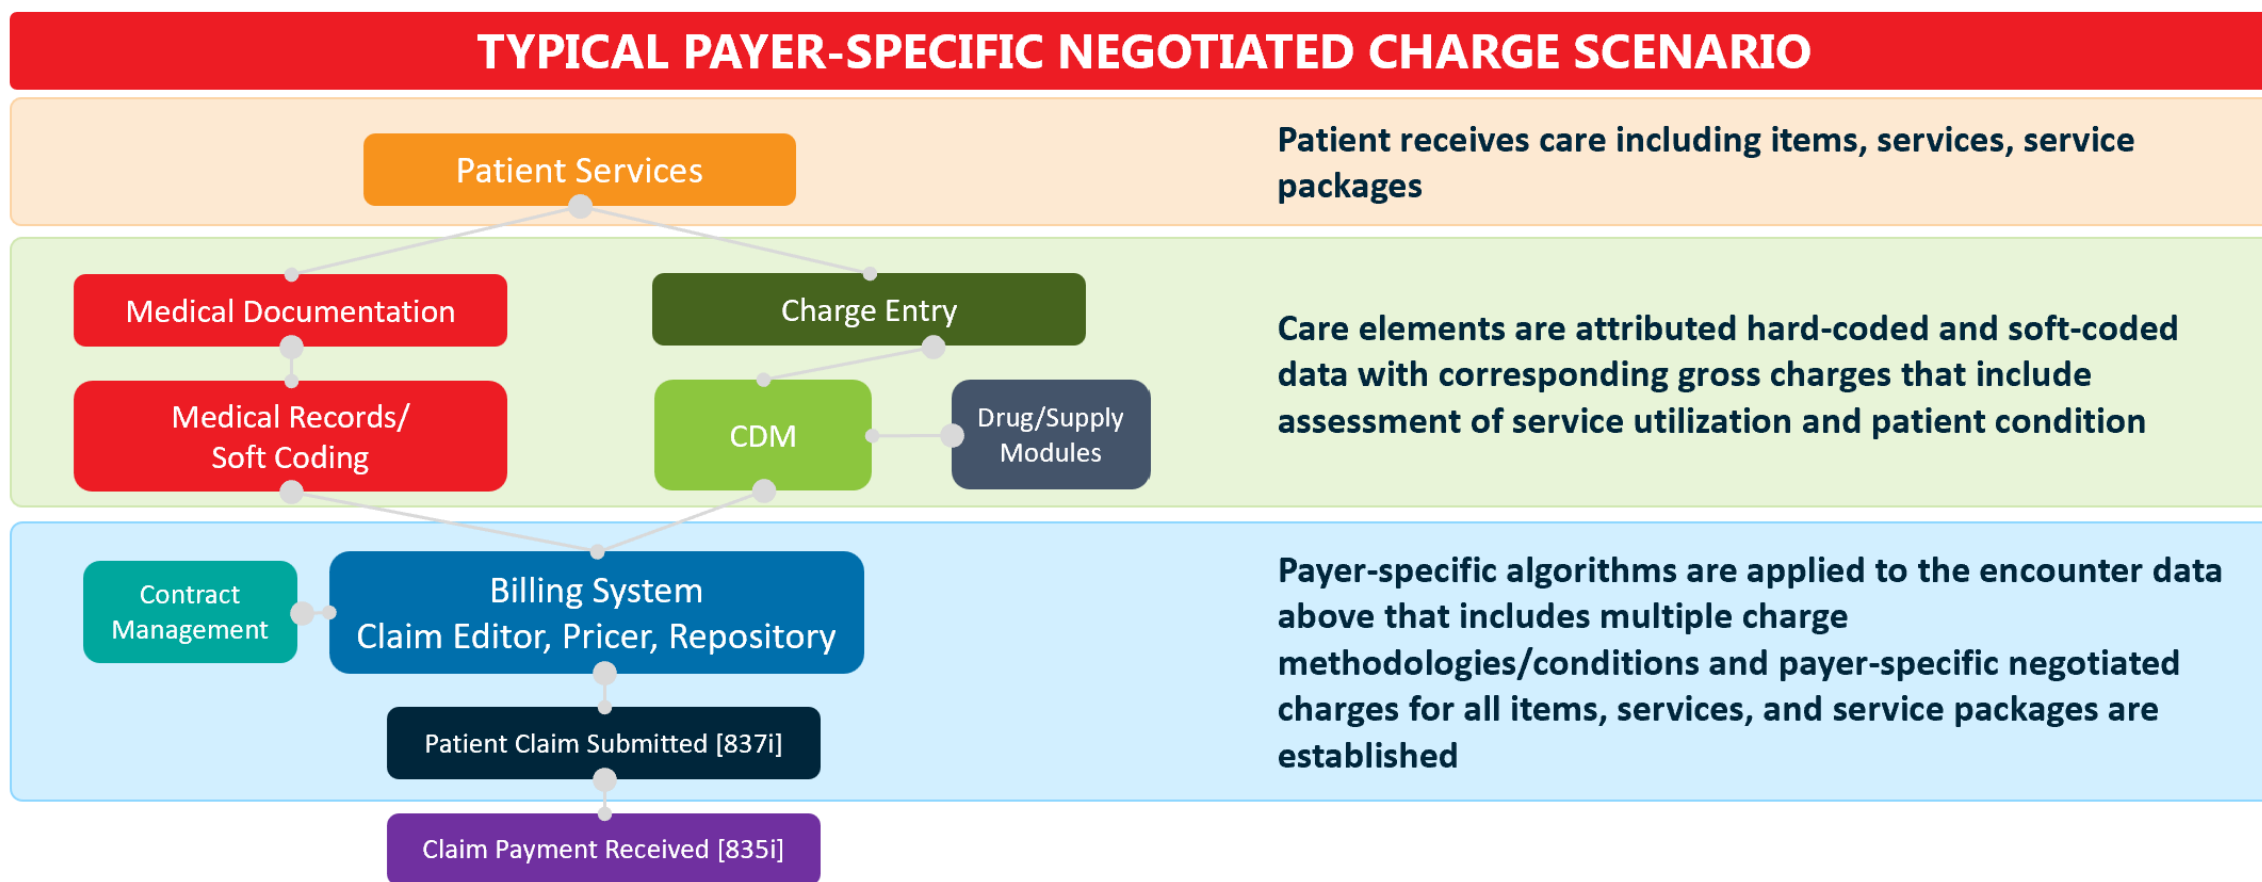 TYPICAL PAYER-SPECIFIC NEGOTIATED CHARGE SCENARIO
Patient Services
Patient receives care including items, services, service
packages
Medical Documentation
Charge Entry
Medical Records/
Soft Coding
CDM
Drug/Supply
Modules
Care elements are attributed hard-coded and soft-coded
data with corresponding gross charges that include
assessment of service utilization and patient condition
Contract
Management
Billing System
Claim Editor, Pricer, Repository
Patient Claim Submitted [837i]
Payer-specific algorithms are applied to the encounter data
above that includes multiple charge
methodologies/conditions and payer-specific negotiated
charges for all items, services, and service packages are
established
Claim Payment Received [835i]